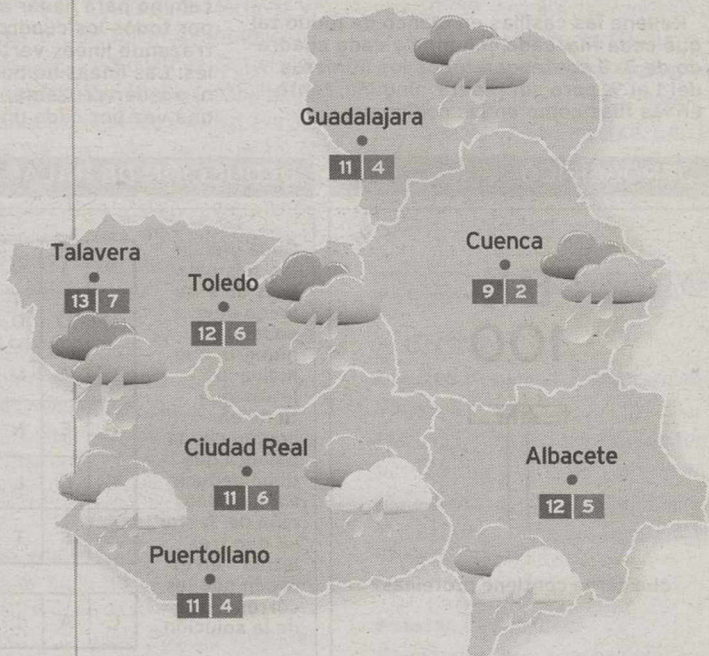 Guadalajara
11 4
Talavera
13 7
Toledo
12 6
Cuenca
9 2
Ciudad Real
11 6
Albacete
12 5
Puertollano
11 4